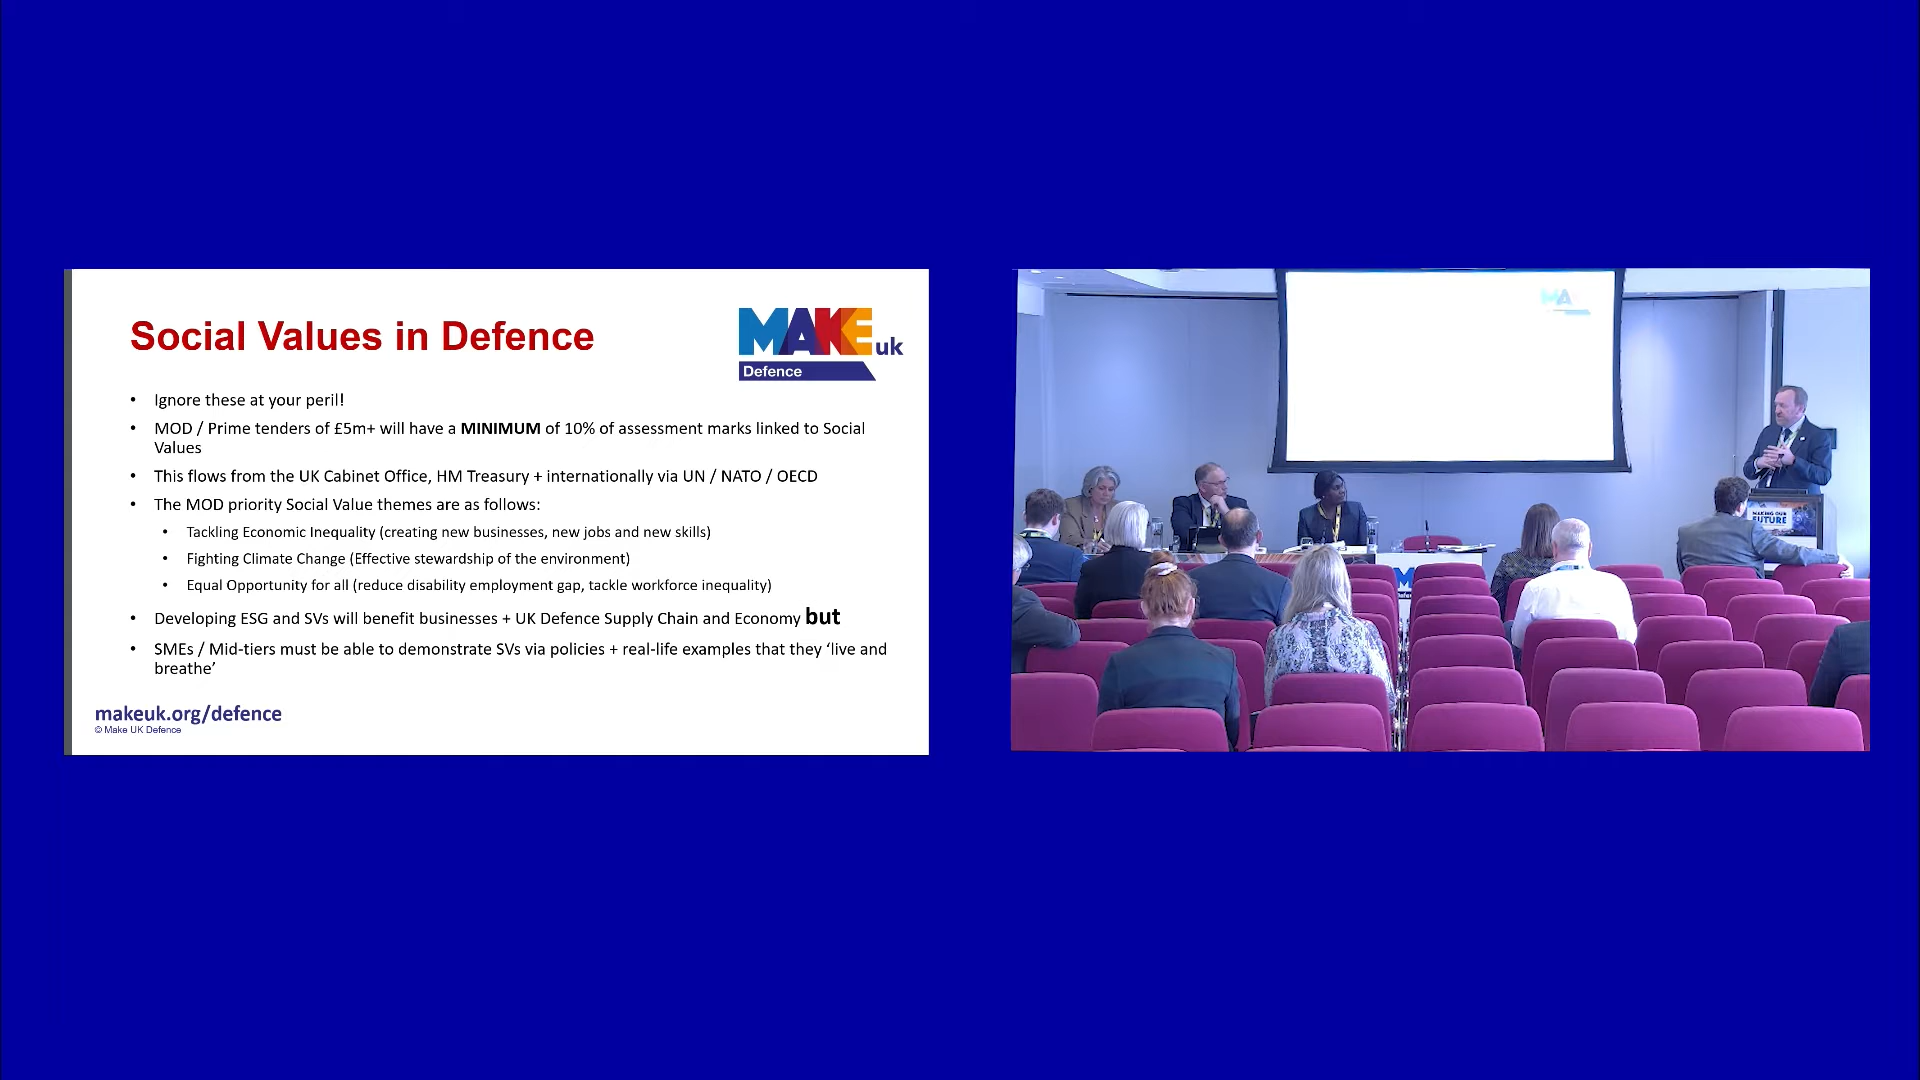 Social Values in Defence
MAKE uk
Defence
• Ignore these at your peril!
• MOD / Prime tenders of £5m+ will have a MINIMUM of 10% of assessment marks linked to Social
Values
• This flows from the UK Cabinet Office, HM Treasury + internationally via UN / NATO / OECD
• The MOD priority Social Value themes are as follows:
• Tackling Economic Inequality (creating new businesses, new jobs and new skills)
• Fighting Climate Change (Effective stewardship of the environment)
• Equal Opportunity for all (reduce disability employment gap, tackle workforce inequality)
• Developing ESG and SVs will benefit businesses + UK Defence Supply Chain and Economy but
• SMEs / Mid-tiers must be able to demonstrate SVs via policies + real-life examples that they ‘live and
breathe’
makeuk.org/defence
© Make UK Defence
MA
MAKING OUR
FUTURE